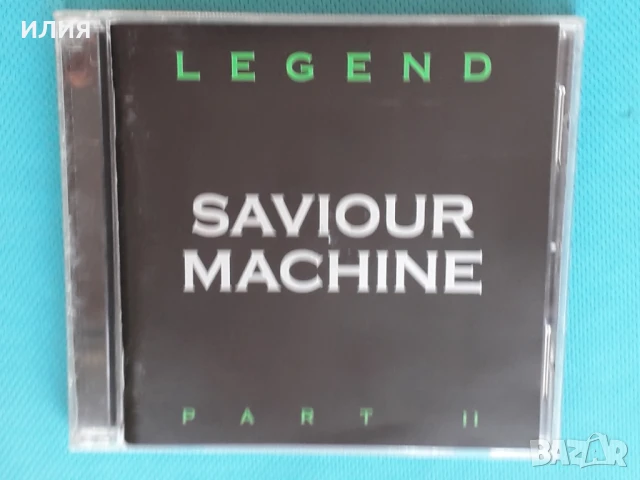 илия
LEGEND
SAVIOUR
MACHINE
PART II
BAZAR